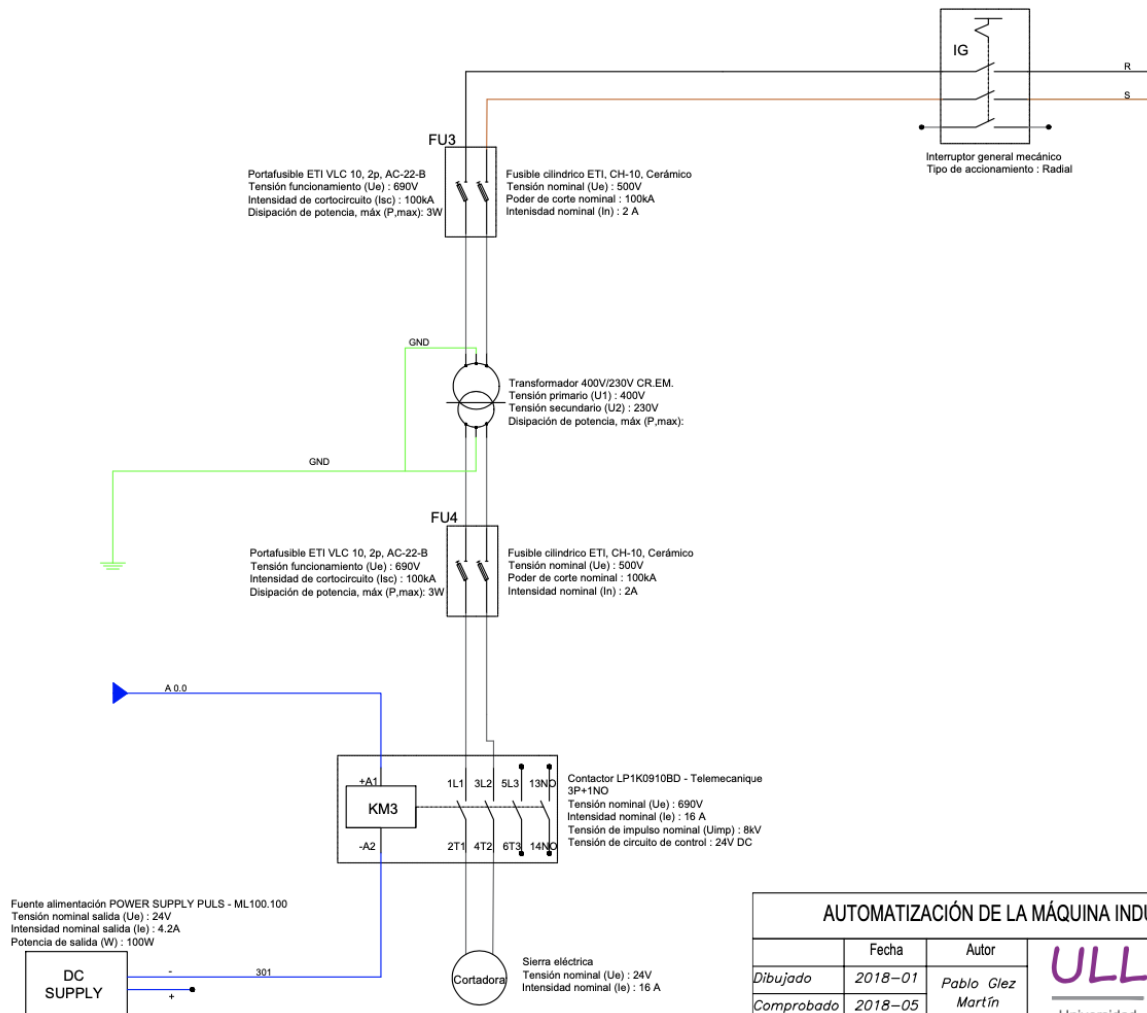 IG
R
S
Interruptor general mecánico
Tipo de accionamiento : Radial
FU3
Portafusible ETI VLC 10, 2p, AC-22-B
Tensión funcionamiento (Ue) : 690V
Intensidad de cortocircuito (Isc) : 100kA
Disipación de potencia, máx (P,max): 3W
Fusible cilindrico ETI, CH-10, Cerámico
Tensión nominal (Ue) : 500V
Poder de corte nominal : 100kA
Intenisdad nominal (In) : 2 A
GND
Transformador 400V/230V CR.EM.
Tensión primario (U1) : 400V
Tensión secundario (U2) : 230V
Disipación de potencia, máx (P,max):
GND
FU4
Portafusible ETI VLC 10, 2p, AC-22-B
Tensión funcionamiento (Ue) : 690V
Intensidad de cortocircuito (Isc) : 100kA
Disipación de potencia, máx (P,max): 3W
Fusible cilindrico ETI, CH-10, Cerámico
Tensión nominal (Ue) : 500V
Poder de corte nominal : 100kA
Intensidad nominal (In) : 2A
A 0.0
+A1 1L1 3L2 5L3 13NO
KM3
-A2 2T1 4T2 6T3 14NO
Contactor LP1K0910BD - Telemecanique
3P+1NO
Tensión nominal (Ue) : 690V
Intensidad nominal (Ie) : 16 A
Tensión de impulso nominal (Uimp) : 8kV
Tensión de circuito de control : 24V DC
Fuente alimentación POWER SUPPLY PULS - ML100.100
Tensión nominal salida (Ue) : 24V
Intensidad nominal salida (Ie) : 4.2A
Potencia de salida (W) : 100W
DC
SUPPLY
- 301
+
Cortadora
Sierra eléctrica
Tensión nominal (Ue) : 24V
Intensidad nominal (Ie) : 16 A
AUTOMATIZACIÓN DE LA MÁQUINA INDU
Fecha Autor
Dibujado 2018-01 Pablo Glez
Comprobado 2018-05 Martín
ULL